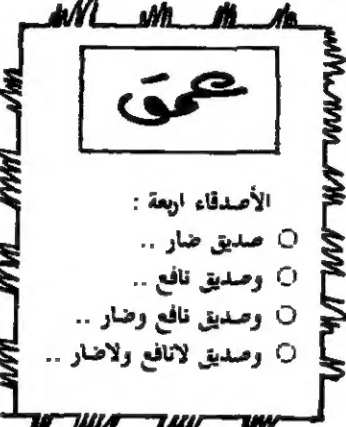 عمق
الأصدقاء اربعة :
صديق ضار ..
وصديق نافع ..
وصديق نافع وضار ..
وصديق لانافع ولاضار ..